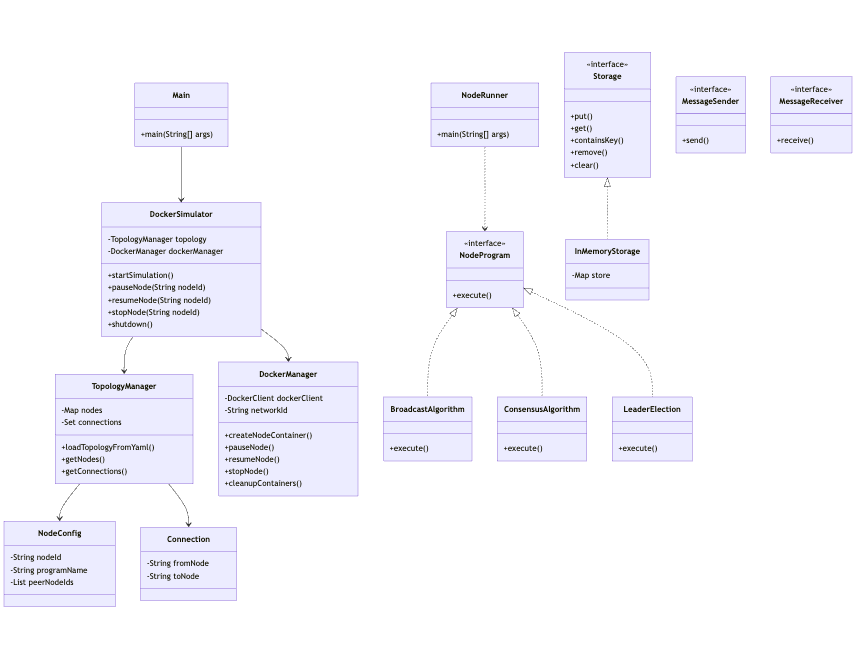 Main
+main(String[] args)
DockerSimulator
-TopologyManager topology
-DockerManager dockerManager
+startSimulation()
+pauseNode(String nodeId)
+resumeNode(String nodeId)
+stopNode(String nodeId)
+shutdown()
TopologyManager
-Map nodes
-Set connections
+loadTopologyFromYaml()
+getNodes()
+getConnections()
DockerManager
-DockerClient dockerClient
-String networkId
+createNodeContainer()
+pauseNode()
+resumeNode()
+stopNode()
+cleanupContainers()
NodeConfig
-String nodeId
-String programName
-List peerNodeIds
Connection
-String fromNode
-String toNode
NodeRunner
+main(String[] args)
«interface»
NodeProgram
+execute()
BroadcastAlgorithm
+execute()
ConsensusAlgorithm
+execute()
LeaderElection
+execute()
«interface»
Storage
+put()
+get()
+containsKey()
+remove()
+clear()
InMemoryStorage
-Map store
«interface»
MessageSender
+send()
«interface»
MessageReceiver
+receive()